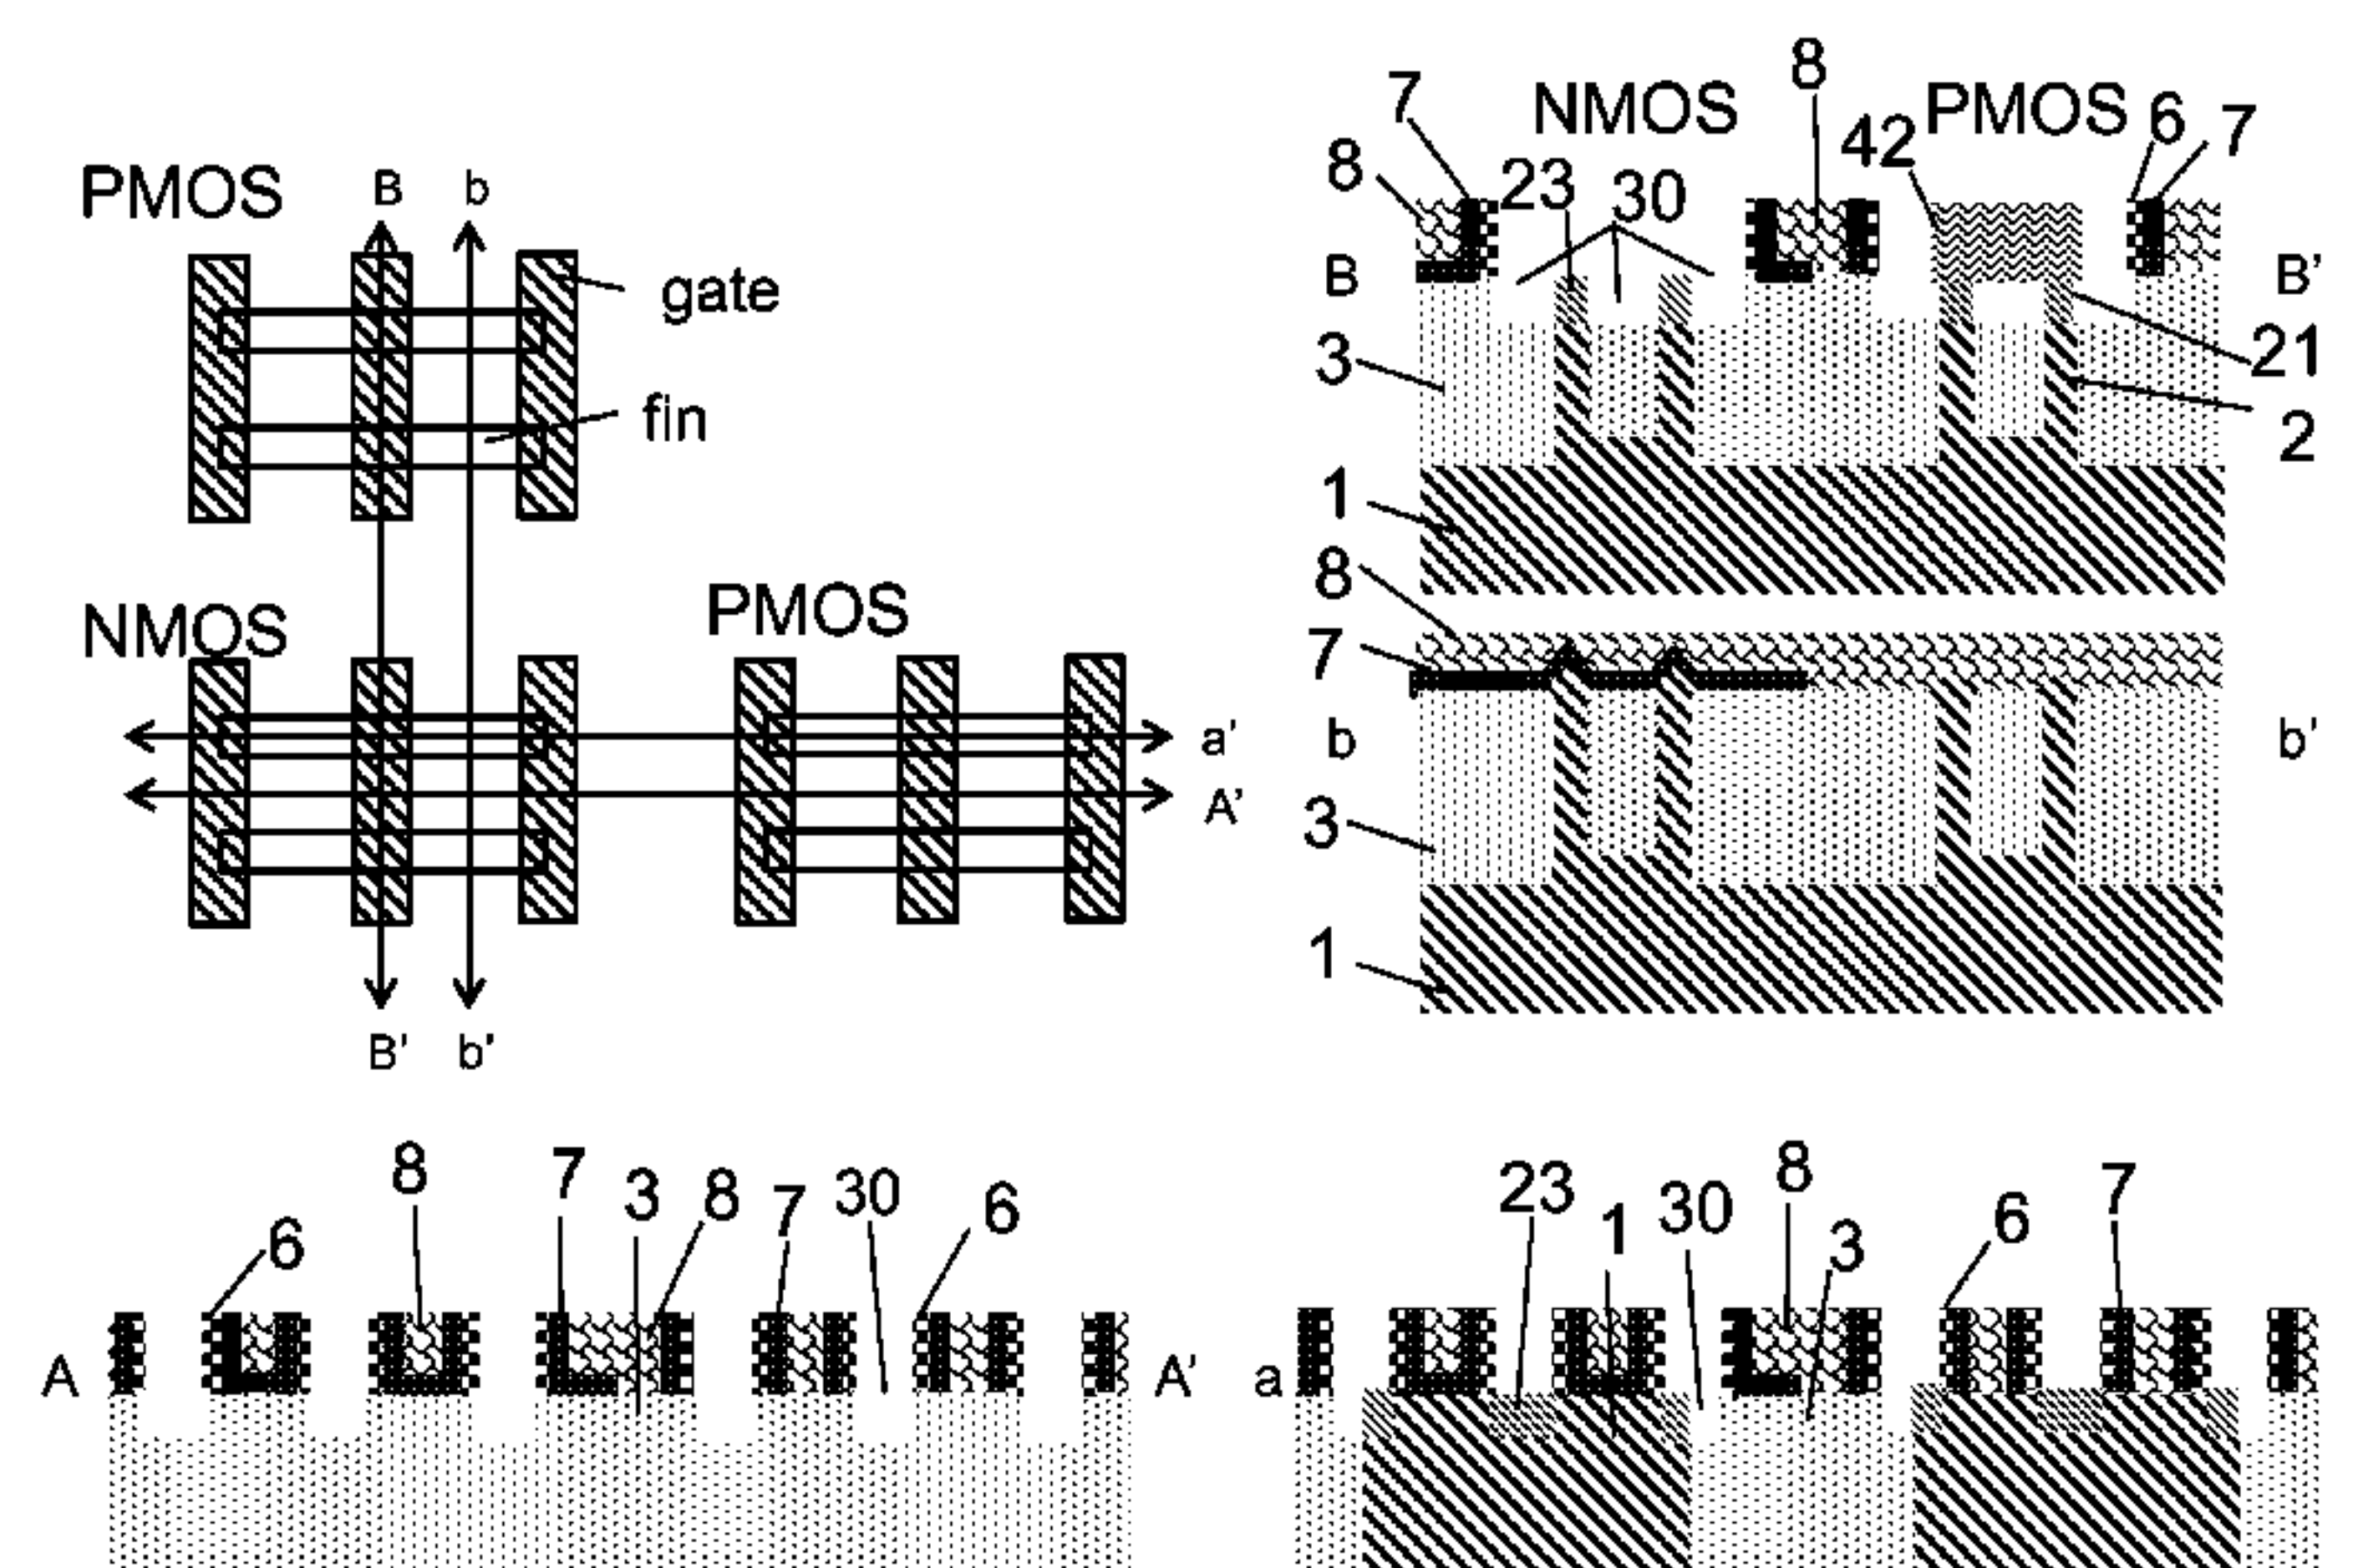 PMOS
B b
gate
fin
NMOS
PMOS
a'
A'
B' b'
7 NMOS 8 PMOS 6 7
8 23 30 42
B B'
3 21
2
1
8
7
b b'
3
1
8 7 3 8 7 30 6
6
A A'
23 1 30 8 3 6 7
a